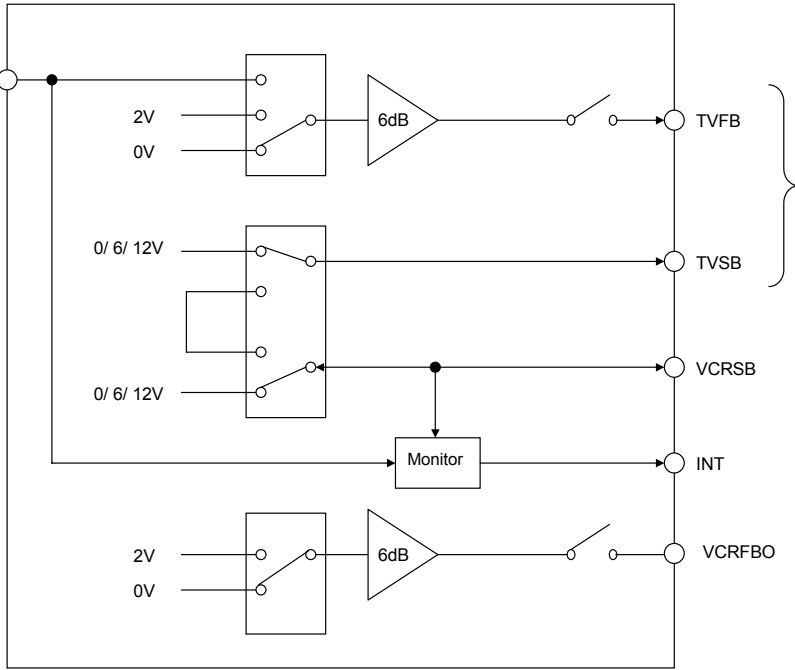 2V
0V
6dB
TVFB
0/ 6/ 12V
TVSB
VCRSB
0/ 6/ 12V
Monitor
INT
2V
0V
6dB
VCRFBO